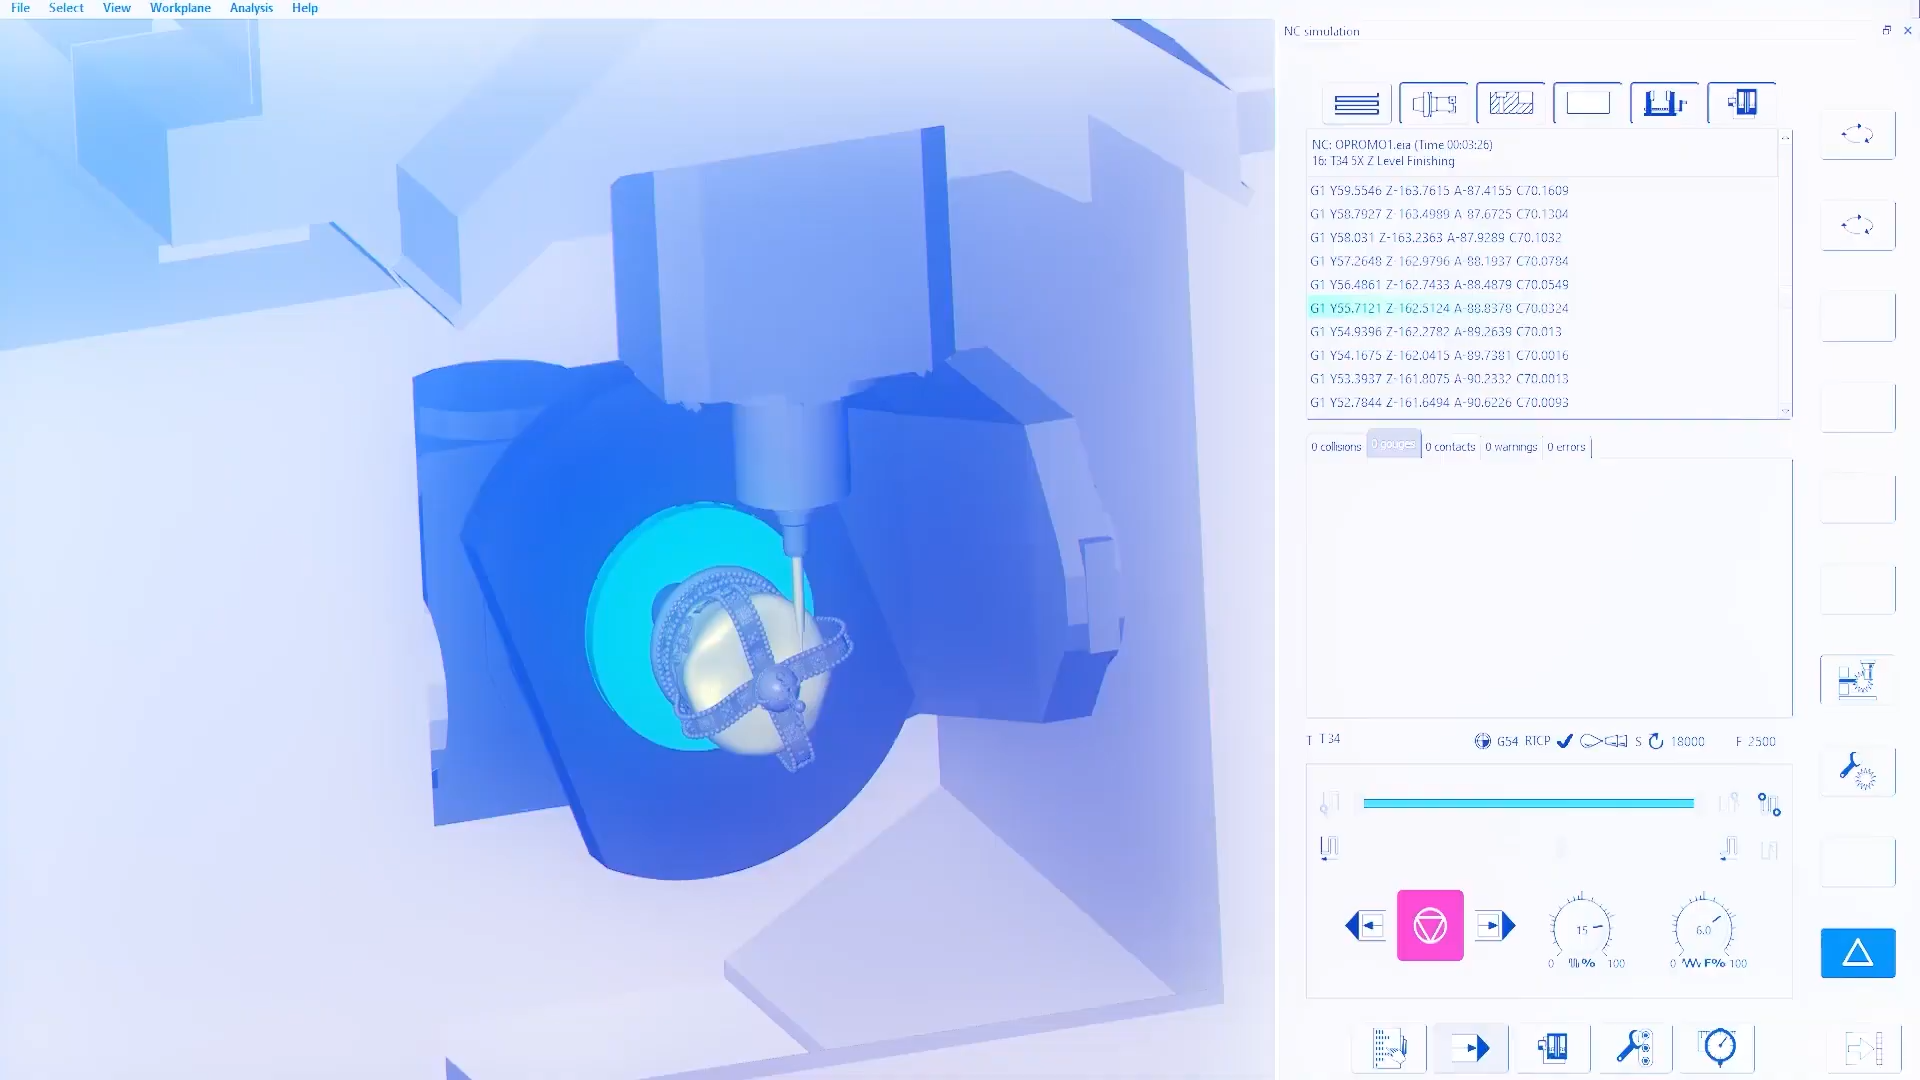 File Select View Workplane Analysis Help
NC simulation
NC: OPROMO1.eia (Time 00:03:26)
16: T34 5X Z Level Finishing
G1 Y59.5546 Z-163.7615 A-87.4155 C70.1609
G1 Y58.7927 Z-163.4989 A-87.6725 C70.1304
G1 Y58.031 Z-163.2363 A-87.9289 C70.1032
G1 Y57.2648 Z-162.9796 A-88.1937 C70.0784
G1 Y56.4861 Z-162.7433 A-88.4879 C70.0549
G1 Y55.7121 Z-162.5124 A-88.8378 C70.0324
G1 Y54.9396 Z-162.2782 A-89.2639 C70.013
G1 Y54.1675 Z-162.0415 A-89.7381 C70.0016
G1 Y53.3937 Z-161.8075 A-90.2332 C70.0013
G1 Y52.7844 Z-161.6494 A-90.6226 C70.0093
0 collisions 0 gouges 0 contacts 0 warnings 0 errors
T T34 G54 RTCP S 18000 F 2500
15 6.0
0 % 100 0 F% 100